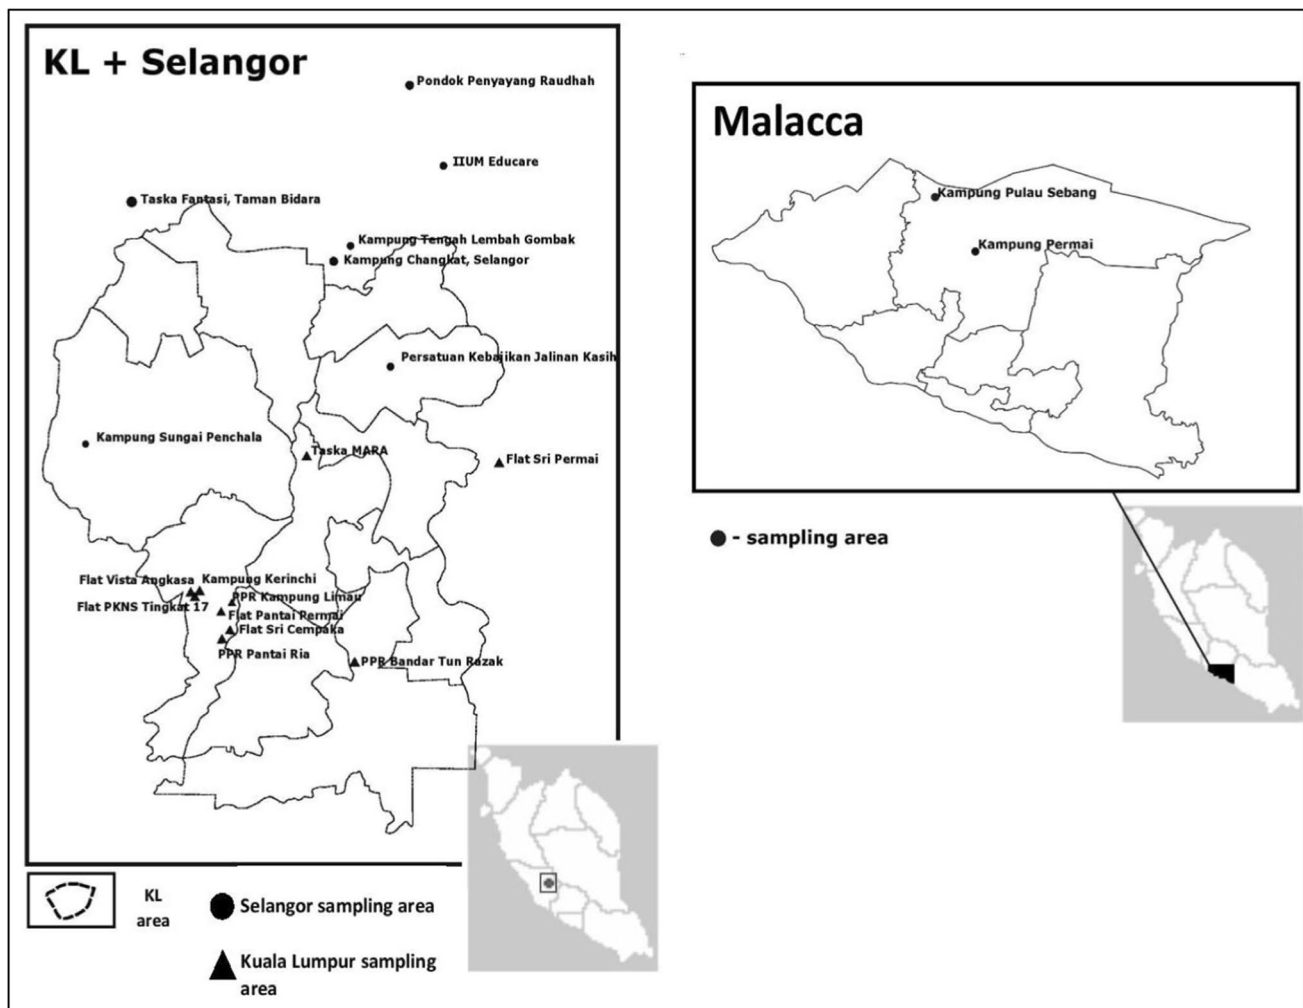 KL + Selangor
Pondok Penyayang Raudhah
IIUM Educare
Taska Fantasi, Taman Bidara
Kampung Tengah Lembah Gombak
Kampung Changkat, Selangor
Persatuan Kebajikan Jalinan Kasih
Kampung Sungai Penchala
Taska MARA
Flat Sri Permai
Flat Vista Angkasa
Kampung Kerinchi
Flat PKNS Tingkat 17
PPR Kampung Limau
Flat Pantai Permai
Flat Sri Cempaka
PPR Pantai Ria
PPR Bandar Tun Razak
KL
area
Selangor sampling area
Kuala Lumpur sampling
area
Malacca
Kampung Pulau Sebang
Kampung Permai
- sampling area